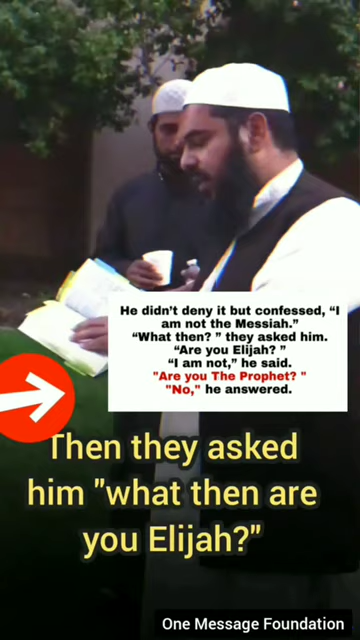 He didn't deny it but confessed, “I
am not the Messiah.”
“What then? ” they asked him.
“Are you Elijah? ”
“I am not,” he said.
"Are you The Prophet? "
"No," he answered.
Then they asked
him "what then are
you Elijah?"
One Message Foundation